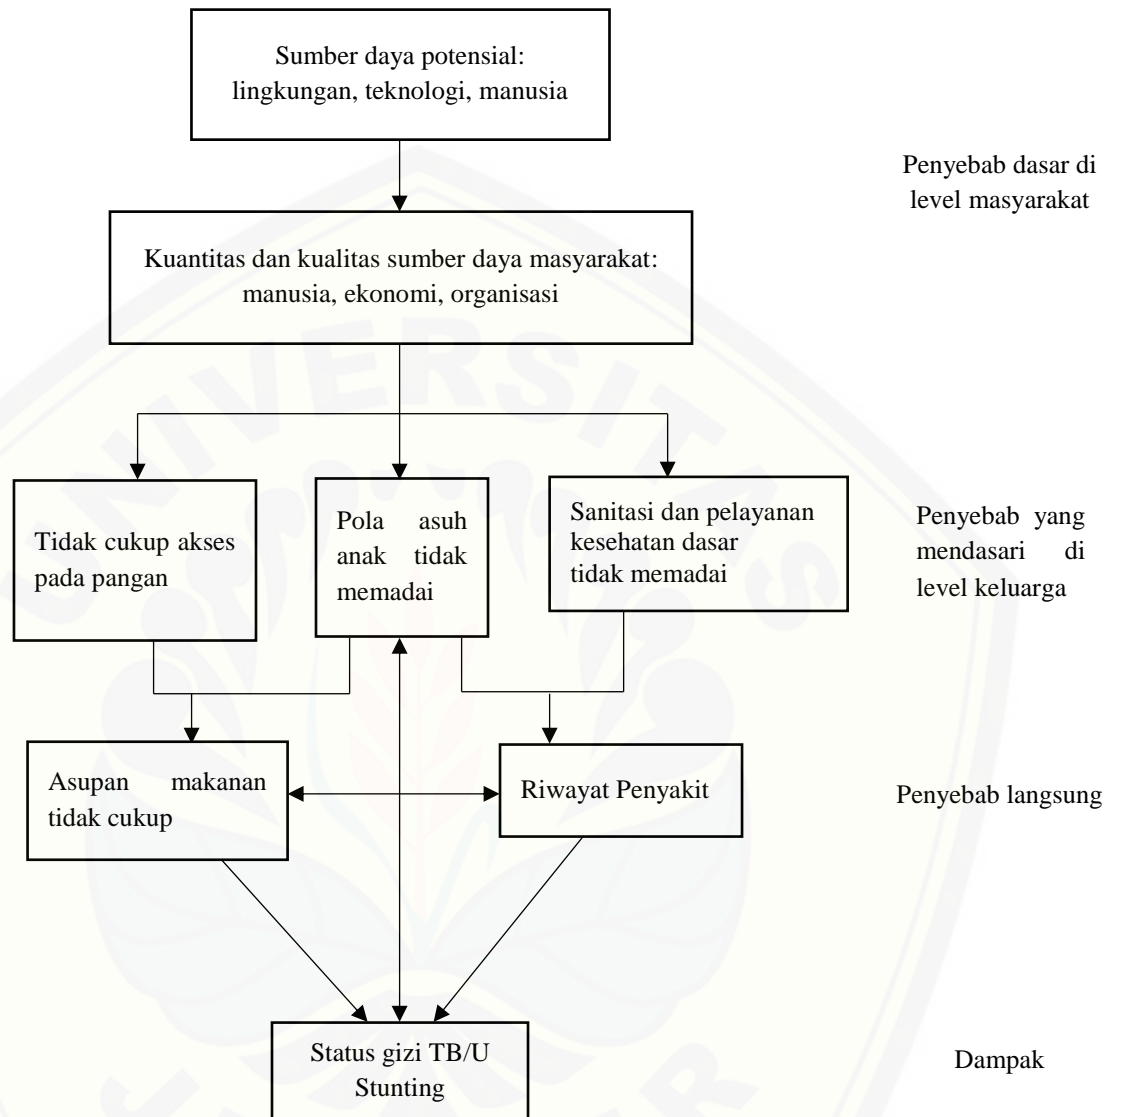 Sumber daya potensial:
lingkungan, teknologi, manusia
Penyebab dasar di
level masyarakat
Kuantitas dan kualitas sumber daya masyarakat:
manusia, ekonomi, organisasi
Tidak cukup akses
pada pangan
Pola asuh
anak tidak
memadai
Sanitasi dan pelayanan
kesehatan dasar
tidak memadai
Penyebab yang
mendasari di
level keluarga
Asupan makanan
tidak cukup
Riwayat Penyakit
Penyebab langsung
Status gizi TB/U
Stunting
Dampak
UNIVERSITAS